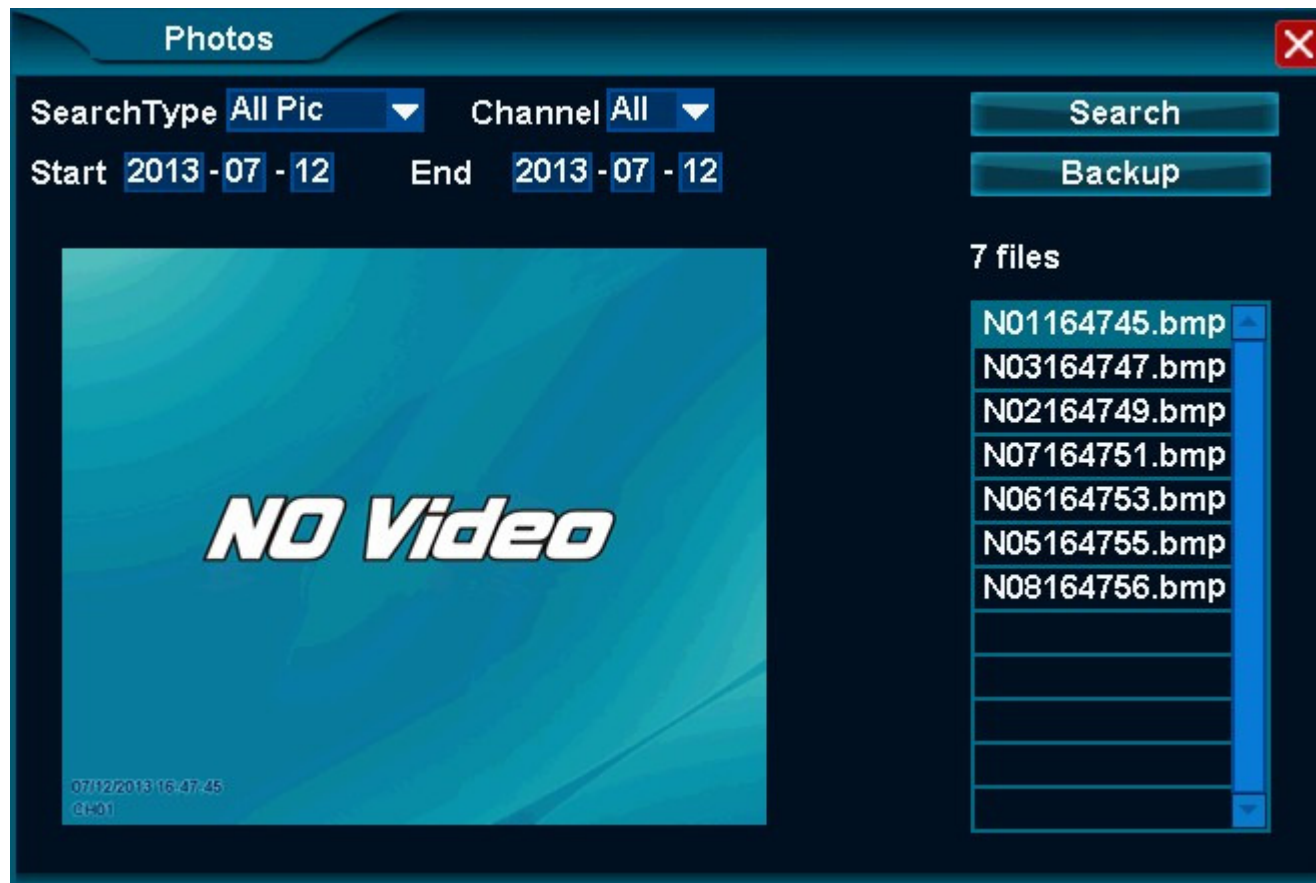 Photos
SearchType All Pic Channel All Search
Start 2013 - 07 - 12 End 2013 - 07 - 12 Backup
7 files
N01164745.bmp
N03164747.bmp
N02164749.bmp
N07164751.bmp
N06164753.bmp
N05164755.bmp
N08164756.bmp
NO Video
07/12/2013 16:47:45
CH01